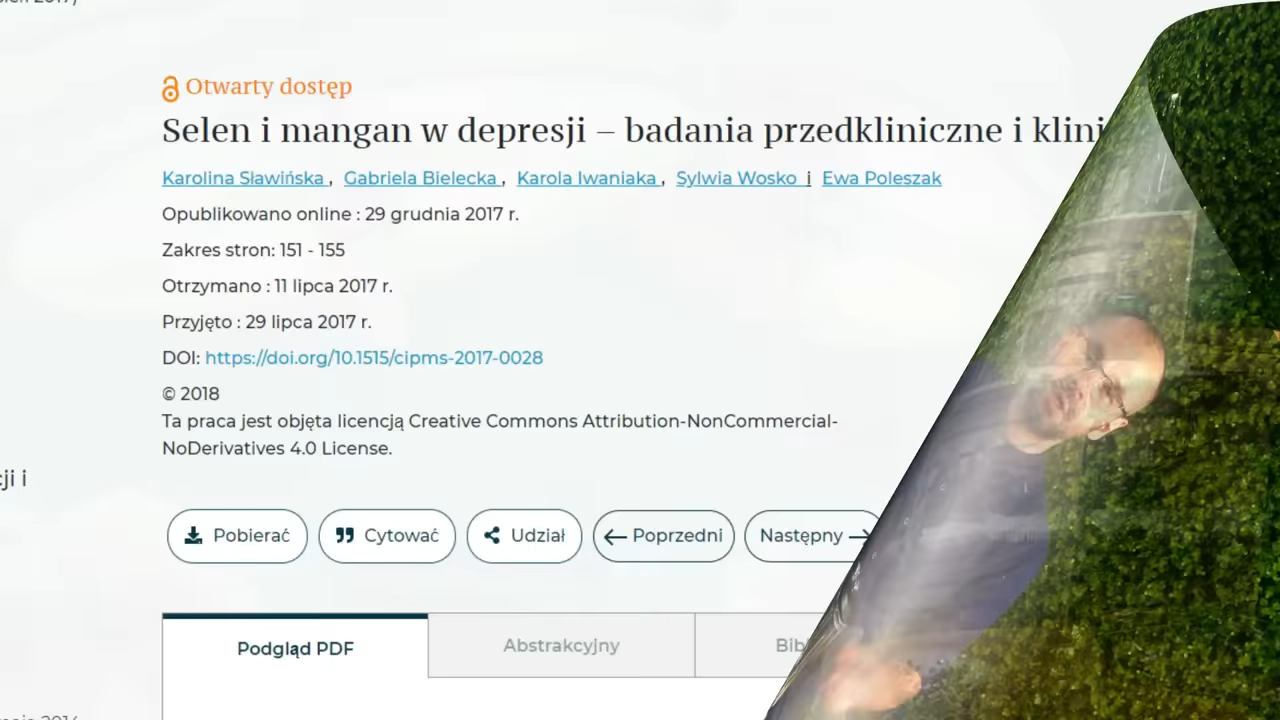 Otwarty dostęp
Selen i mangan w depresji – badania przedkliniczne i
Karolina Sławińska , Gabriela Bielecka , Karola Iwaniaka , Sylwia Wosko i Ewa Poleszak
Opublikowano online : 29 grudnia 2017 r.
Zakres stron: 151 - 155
Otrzymano : 11 lipca 2017 r.
Przyjęto : 29 lipca 2017 r.
DOI: https://doi.org/10.1515/cipms-2017-0028
© 2018
Ta praca jest objęta licencją Creative Commons Attribution-NonCommercial-
NoDerivatives 4.0 License.
ji i
Pobierać Cytować Udział Poprzedni Następny
Podgląd PDF Abstrakcyjny